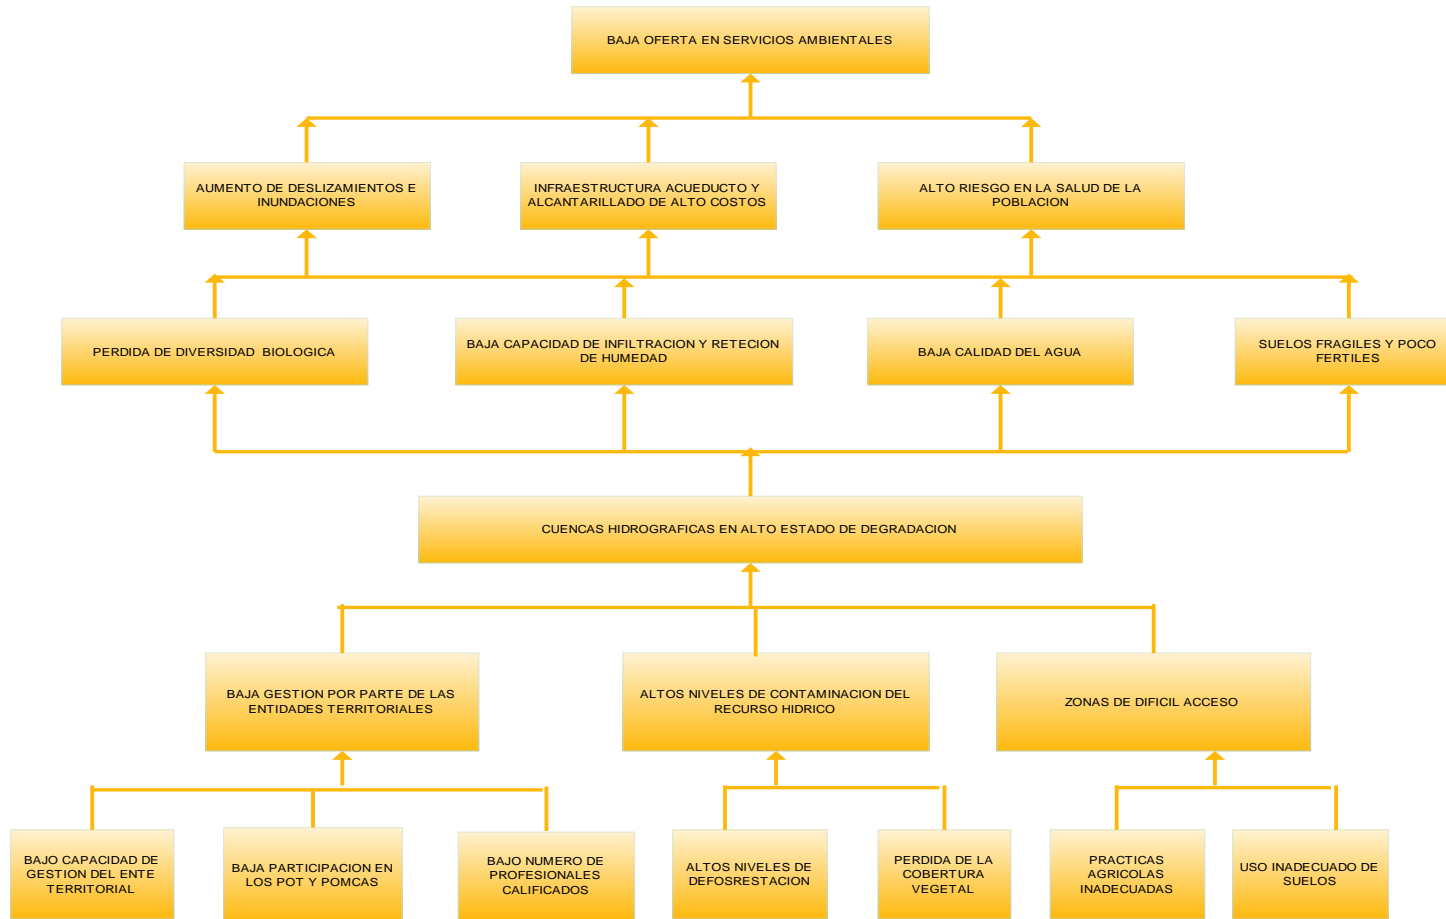 BAJA OFERTA EN SERVICIOS AMBIENTALES
AUMENTO DE DESLIZAMIENTOS E
INUNDACIONES
INFRAESTRUCTURA ACUEDUCTO Y
ALCANTARILLADO DE ALTO COSTOS
ALTO RIESGO EN LA SALUD DE LA
POBLACION
PERDIDA DE DIVERSIDAD BIOLOGICA
BAJA CAPACIDAD DE INFILTRACION Y RETECION
DE HUMEDAD
BAJA CALIDAD DEL AGUA
SUELOS FRAGILES Y POCO
FERTILES
CUENCAS HIDROGRAFICAS EN ALTO ESTADO DE DEGRADACION
BAJA GESTION POR PARTE DE LAS
ENTIDADES TERRITORIALES
ALTOS NIVELES DE CONTAMINACION DEL
RECURSO HIDRICO
ZONAS DE DIFICIL ACCESO
BAJO CAPACIDAD DE
GESTION DEL ENTE
TERRITORIAL
BAJA PARTICIPACION EN
LOS POT Y POMCAS
BAJO NUMERO DE
PROFESIONALES
CALIFICADOS
ALTOS NIVELES DE
DEFOSRESTACION
PERDIDA DE LA
COBERTURA
VEGETAL
PRACTICAS
AGRICOLAS
INADECUADAS
USO INADECUADO DE
SUELOS